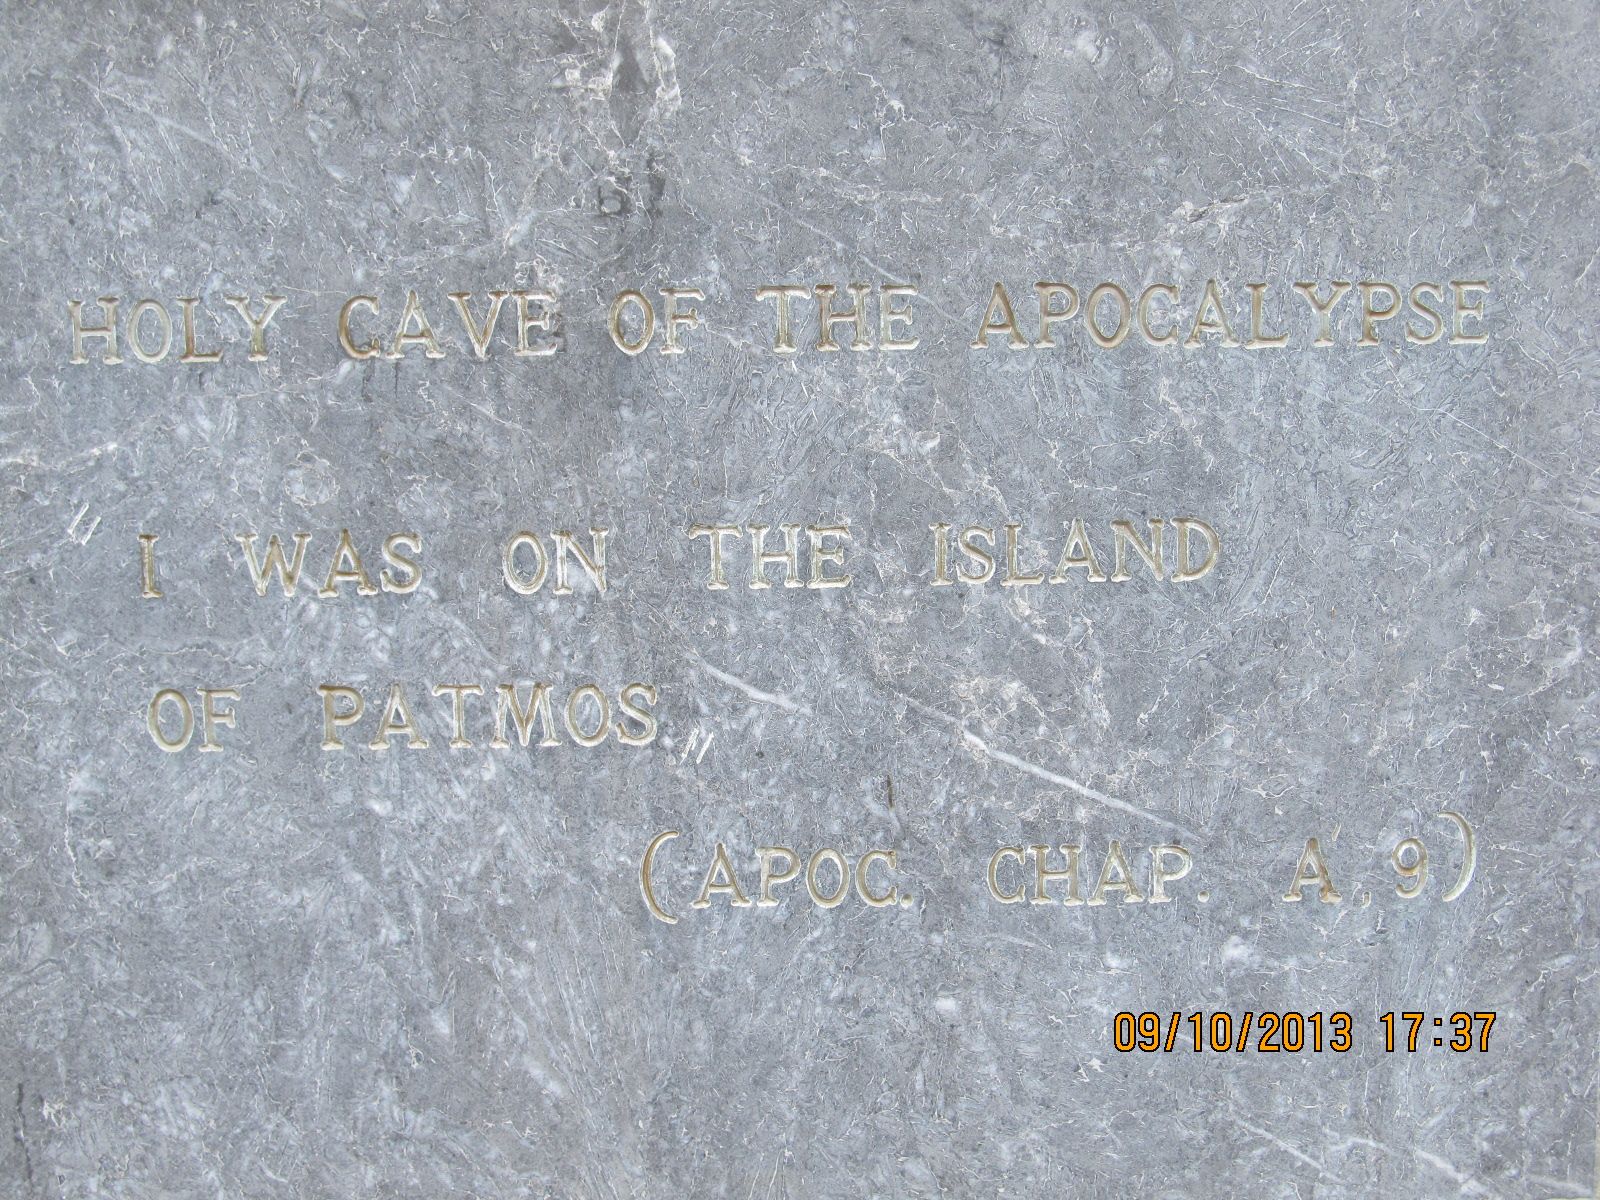 HOLY CAVE OF THE APOCALYPSE
"I WAS ON THE ISLAND
OF PATMOS"
(APOC. CHAP. Á, 9)
09/10/2013 17:37